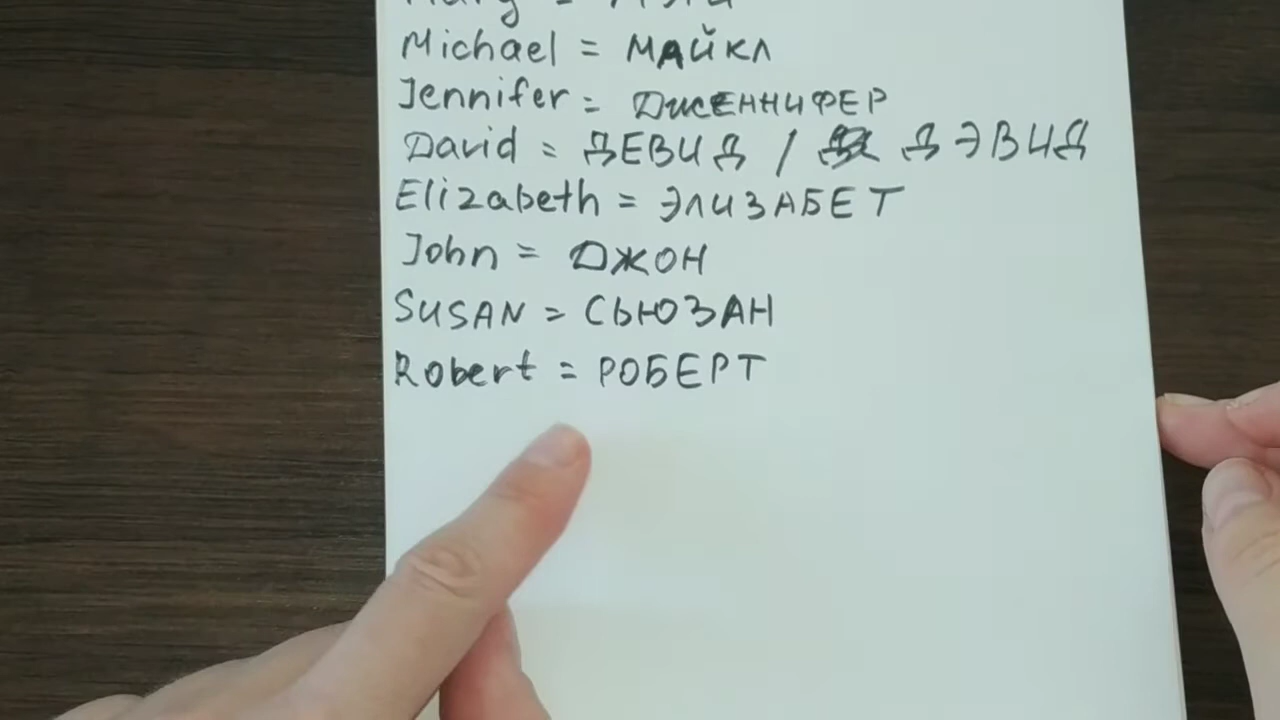 Michael = МАЙКЛ
Jennifer = ДЖЕННИФЕР
David = ДЕВИД / ДЭВИД
Elizabeth = ЭЛИЗАБЕТ
John = ДЖОН
SUSAN = СЬЮЗАН
Robert = РОБЕРТ